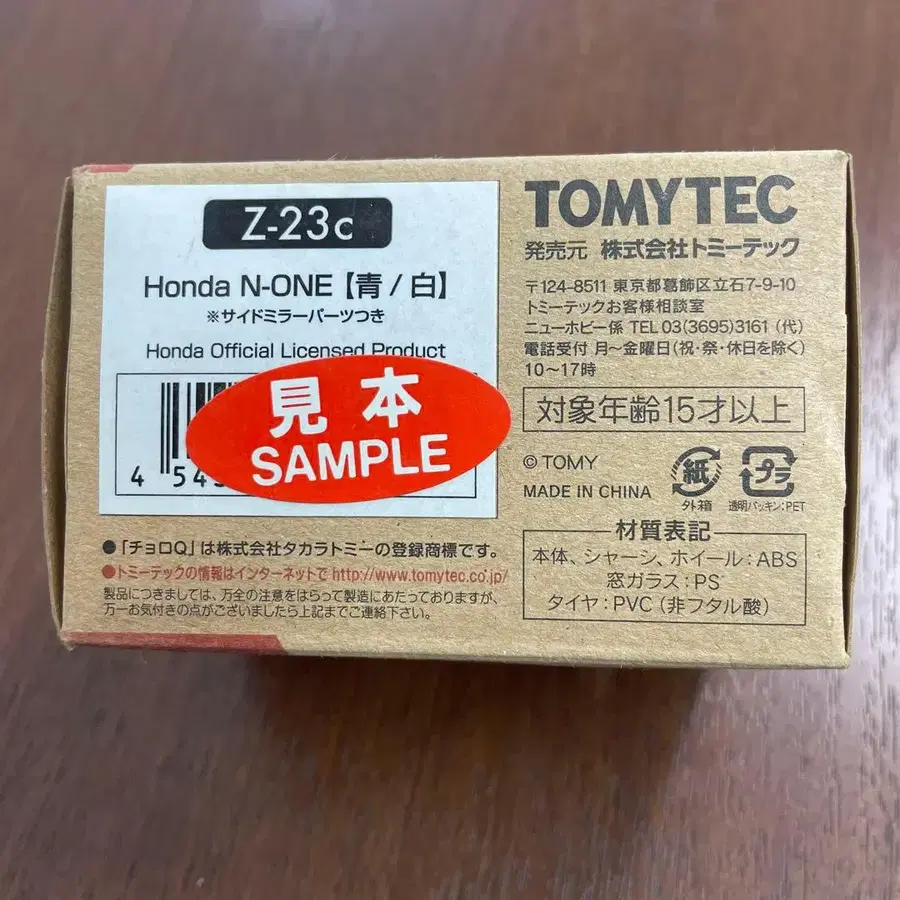 Z-23c
Honda N-ONE【青/白】
※サイドミラーパーツつき
Honda Official Licensed Product
見本
SAMPLE
4 54
●「チョロQ」は株式会社タカラトミーの登録商標です。
●トミーテックの情報はインターネットで http://www.tomytec.co.jp/
製品につきましては、万全の注意をはらって製造にあたっておりますが、
万一お気付きの点がございましたら上記までご連絡下さい。
TOMYTEC
発売元 株式会社トミーテック
〒124-8511 東京都葛飾区立石7-9-10
トミーテックお客様相談室
ニューホビー係 TEL 03(3695)3161(代)
電話受付 月~金曜日(祝・祭・休日を除く)
10~17時
対象年齢15才以上
© TOMY
MADE IN CHINA
紙
外箱
プラ
透明パッキン:PET
材質表記
本体、シャーシ、ホイール:ABS
窓ガラス:PS
タイヤ:PVC(非フタル酸)